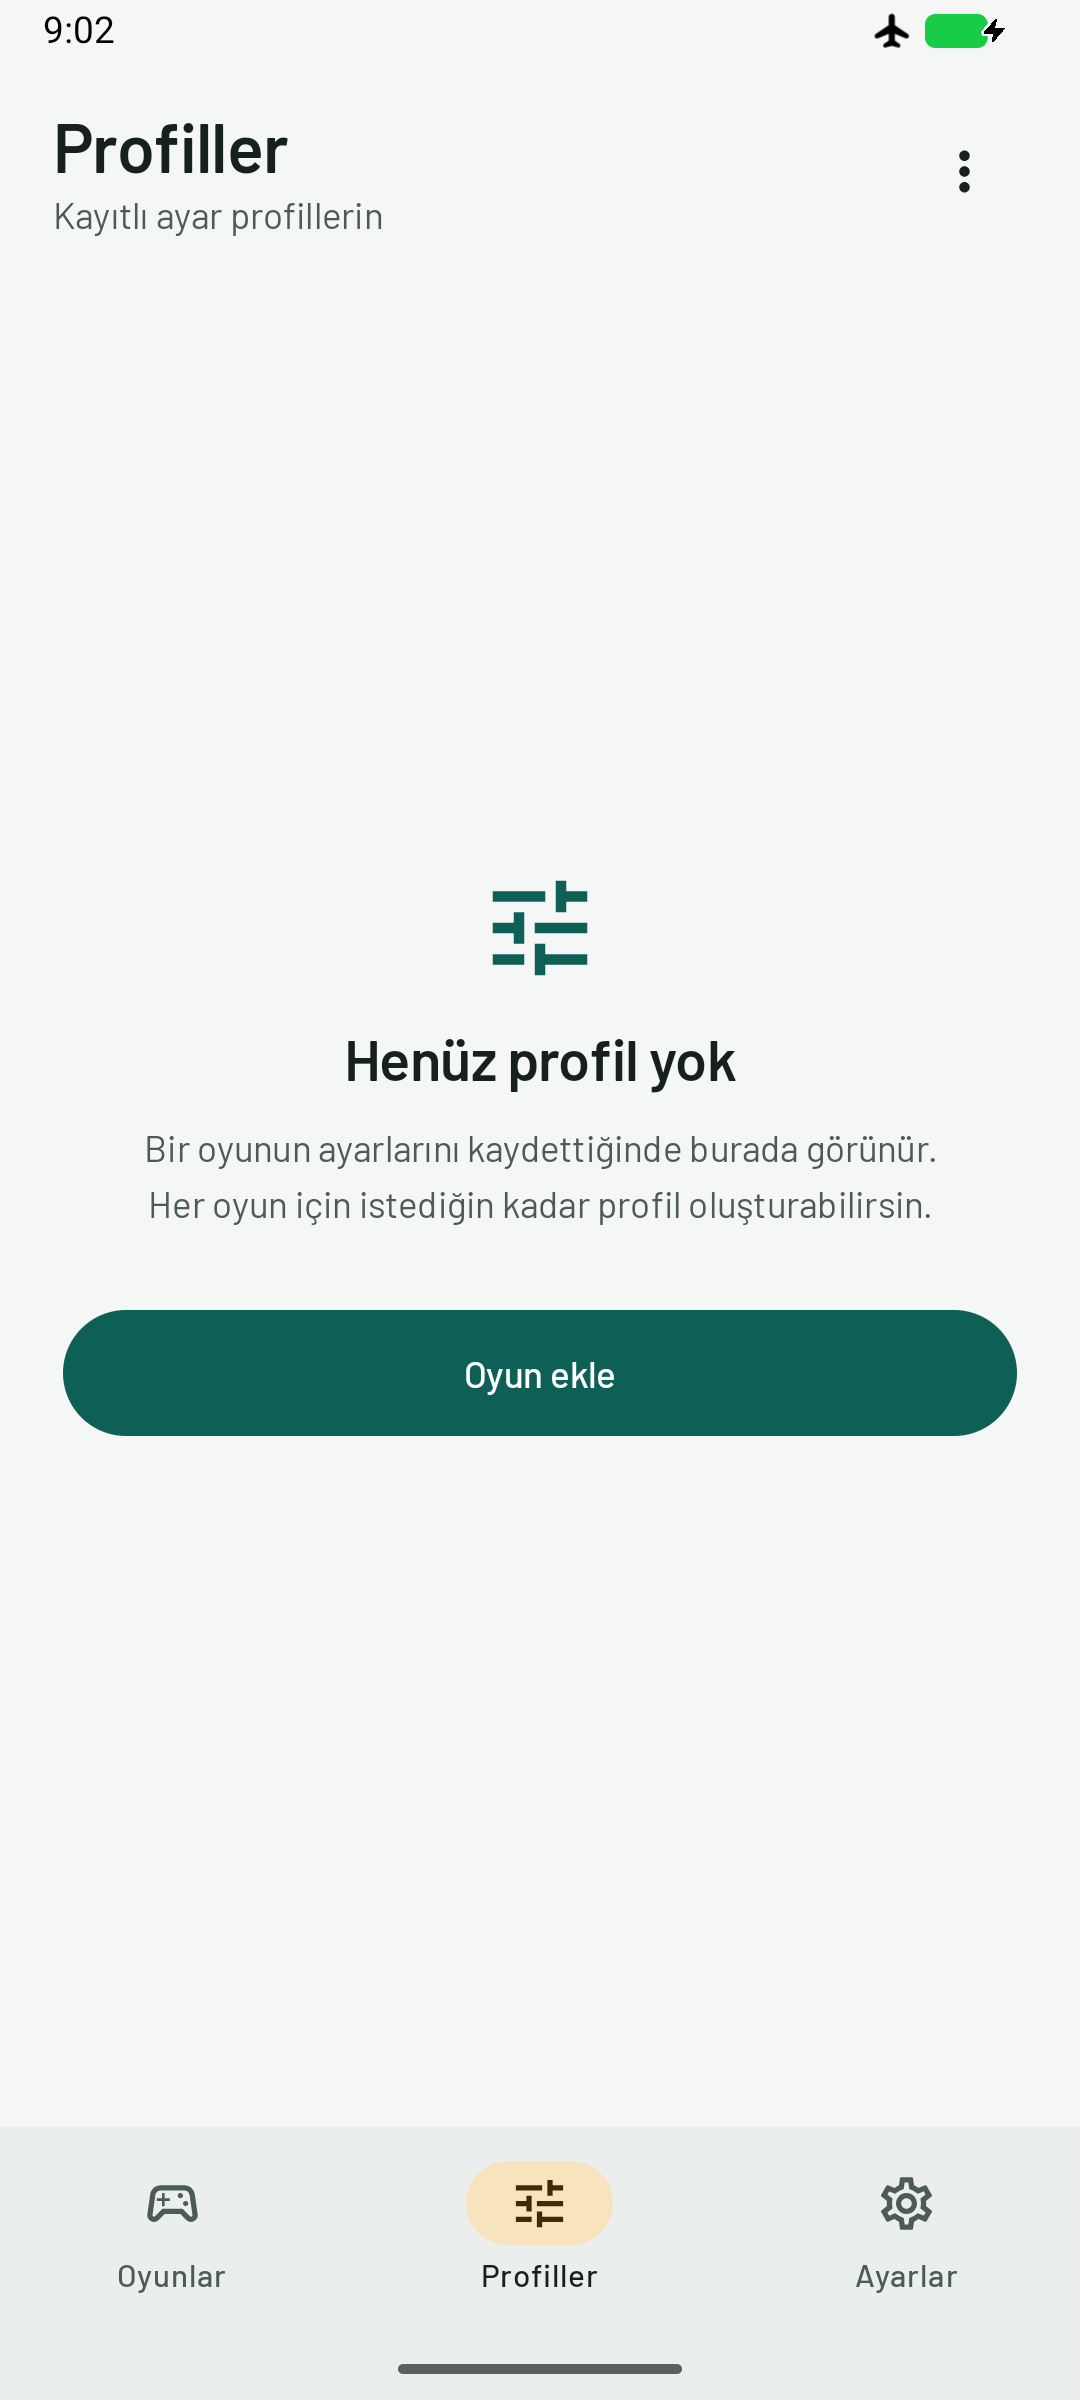 9:02
Profiller
Kayıtlı ayar profillerin
Henüz profil yok
Bir oyunun ayarlarını kaydettiğinde burada görünür.
Her oyun için istediğin kadar profil oluşturabilirsin.
Oyun ekle
Oyunlar
Profiller
Ayarlar